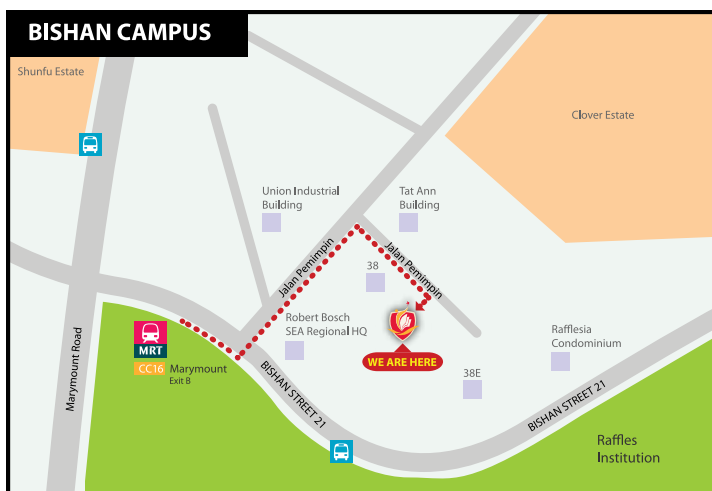 BISHAN CAMPUS
Shunfu Estate
Clover Estate
Union Industrial
Building
Tat Ann
Building
Jalan Pemimpin
Jalan Pemimpin
38
Robert Bosch
SEA Regional HQ
Rafflesia
Condominium
MRT
CC16 Marymount
Exit B
WE ARE HERE
Marymount Road
38E
BISHAN STREET 21
BISHAN STREET 21
Raffles
Institution